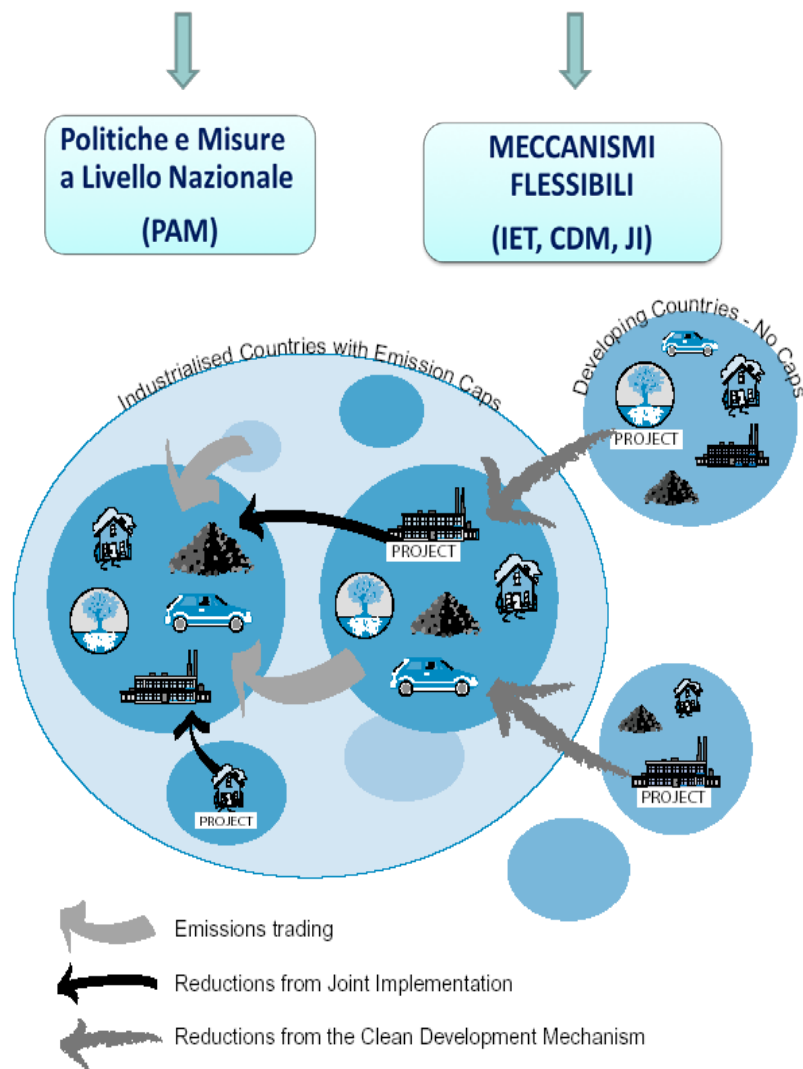 Politiche e Misure
a Livello Nazionale
(PAM)
MECCANISMI
FLESSIBILI
(IET, CDM, JI)
Industrialised Countries with Emission Caps
Developing Countries - No Caps
PROJECT
PROJECT
PROJECT
PROJECT
Emissions trading
Reductions from Joint Implementation
Reductions from the Clean Development Mechanism